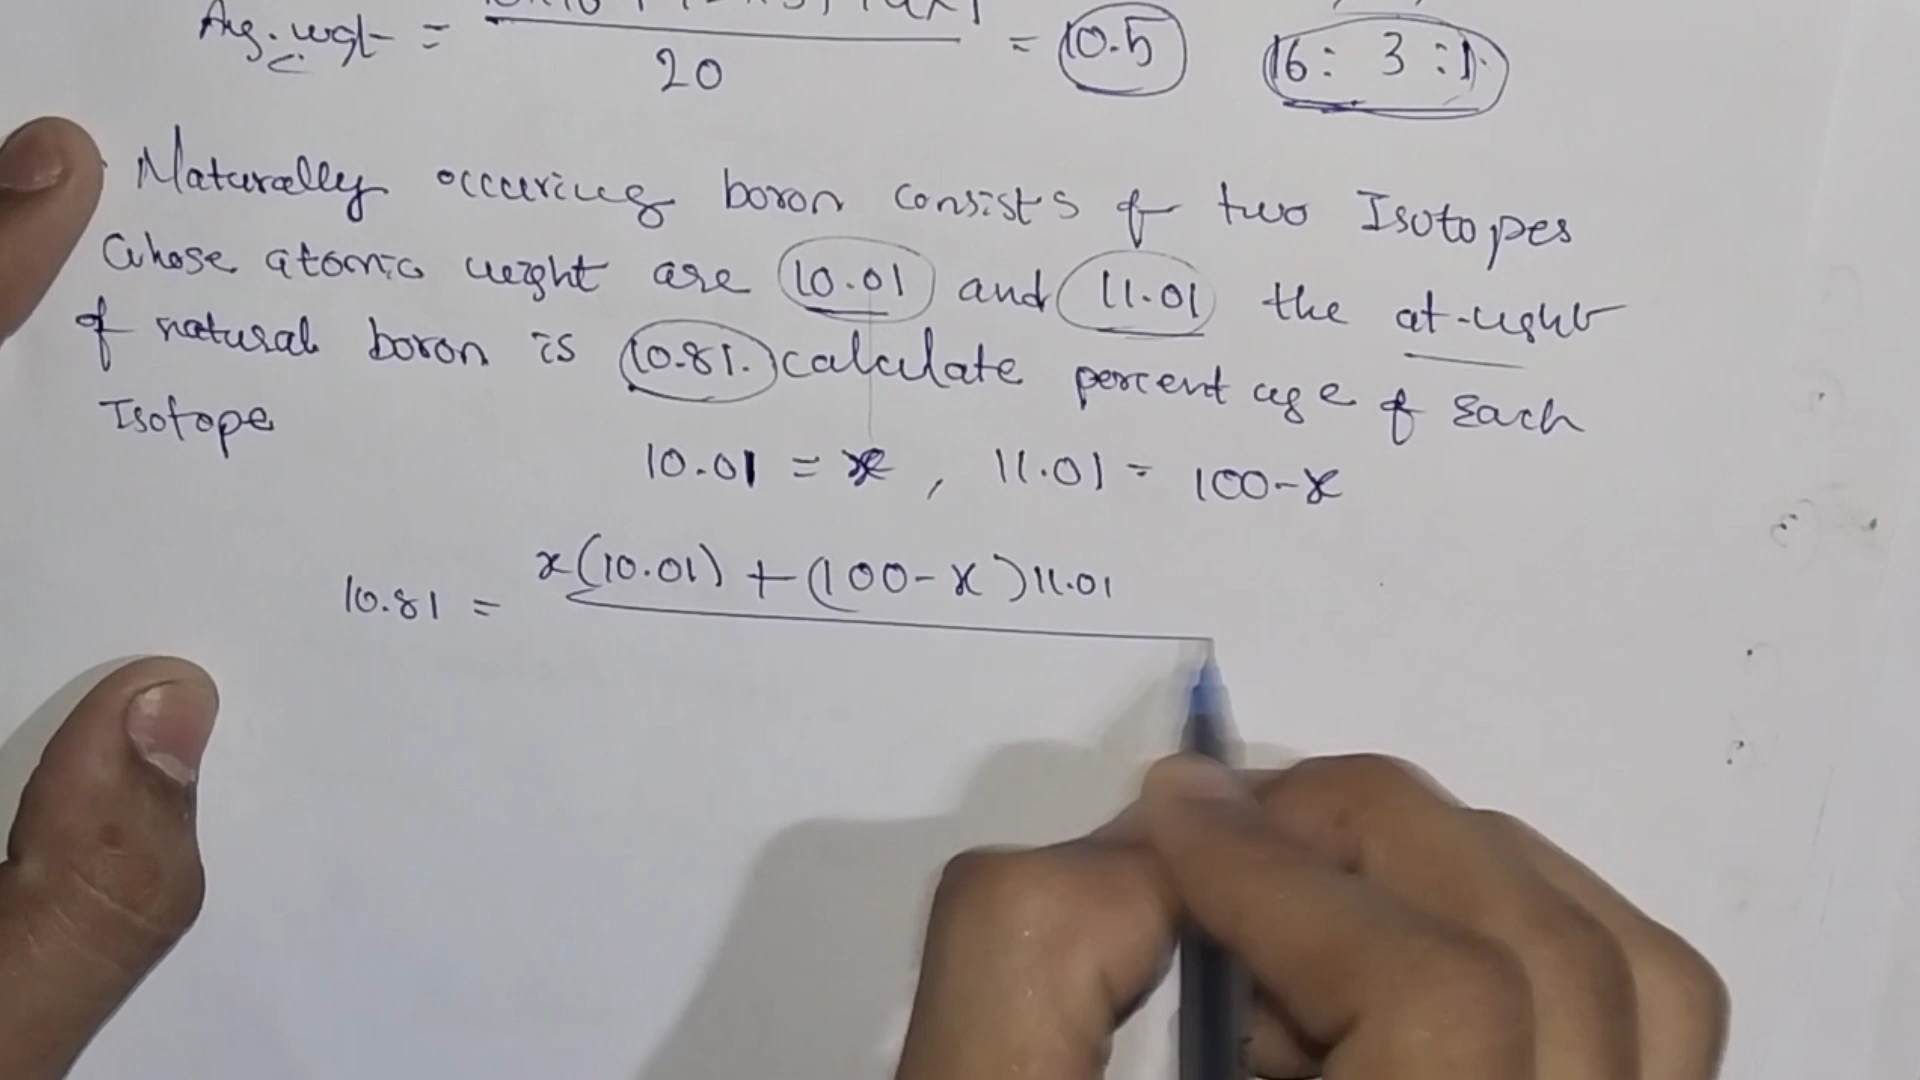 Avg. wgt = 20 = 10.5 16: 3 :1
Naturally occuring boron consists of two Isotopes
whose atomic weight are 10.01 and 11.01 the at-wght
of natural boron is 10.81. calculate percentage of Each
Isotope
10.01 = x , 11.01 = 100-x
10.81 = x(10.01) + (100-x)11.01